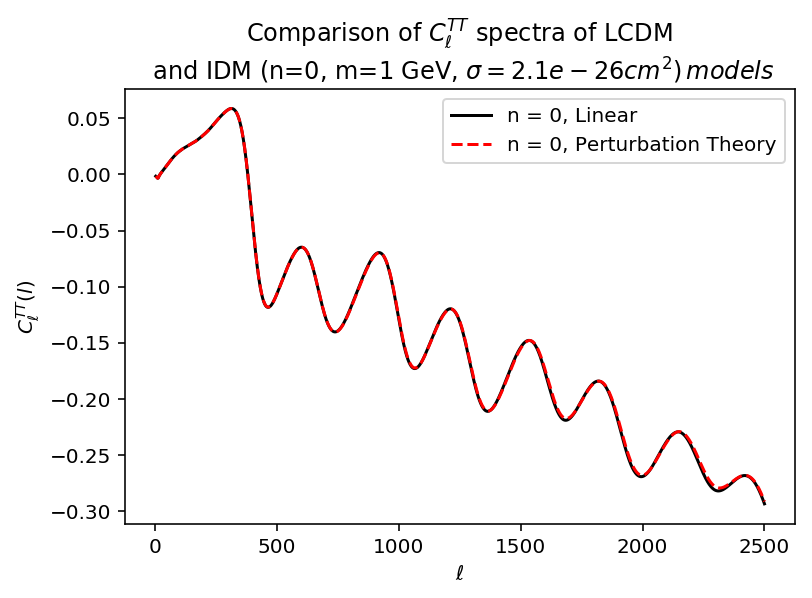 Comparison of $C_\ell^{TT}$ spectra of LCDM
and IDM (n=0, m=1 GeV, $\sigma = 2.1e - 26cm^2$) models
n = 0, Linear
n = 0, Perturbation Theory
$C_\ell^{TT}(l)$
0.05
0.00
−0.05
−0.10
−0.15
−0.20
−0.25
−0.30
0
500
1000
1500
2000
2500
ℓ